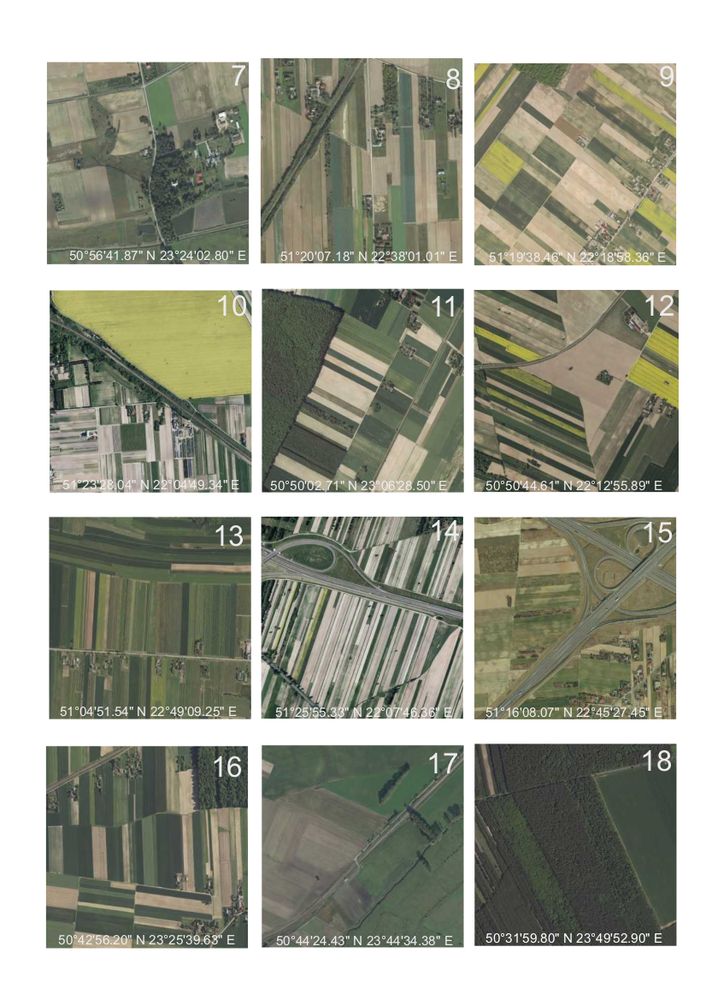 7
8
9
50°56'41.87" N 23°24'02.80" E
51°20'07.18" N 22°38'01.01" E
51°19'38.46" N 22°18'58.36" E
10
11
12
51°23'28.04" N 22°04'49.34" E
50°50'02.71" N 23°06'28.50" E
50°50'44.61" N 22°12'55.89" E
13
14
15
51°04'51.54" N 22°49'09.25" E
51°25'55.33" N 22°07'46.36" E
51°16'08.07" N 22°45'27.45" E
16
17
18
50°42'56.20" N 23°25'39.63" E
50°44'24.43" N 23°44'34.38" E
50°31'59.80" N 23°49'52.90" E